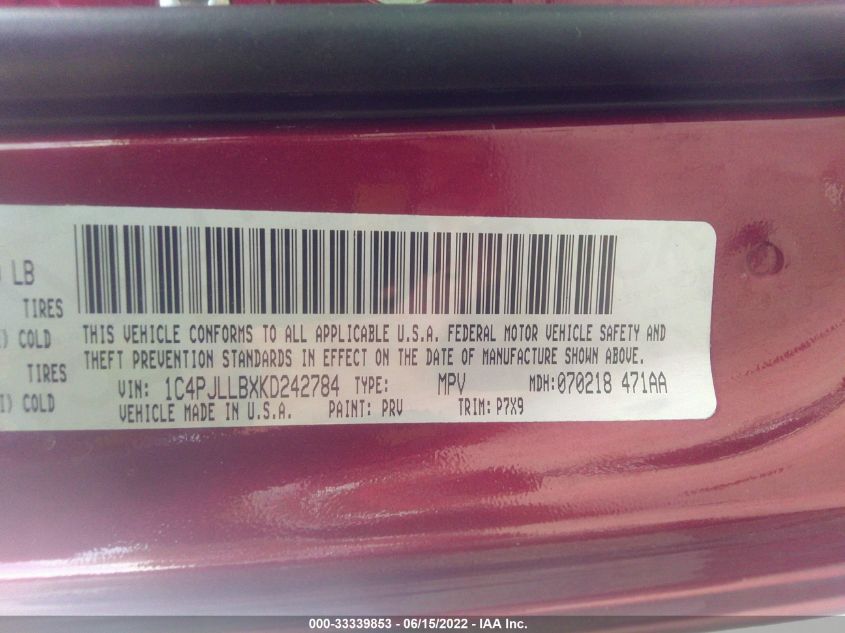 LB
TIRES
COLD
TIRES
COLD
THIS VEHICLE CONFORMS TO ALL APPLICABLE U.S.A. FEDERAL MOTOR VEHICLE SAFETY AND
THEFT PREVENTION STANDARDS IN EFFECT ON THE DATE OF MANUFACTURE SHOWN ABOVE.
VIN: 1C4PJLLBXKD242784 TYPE: MPV MDH:070218 471AA
VEHICLE MADE IN U.S.A. PAINT: PRV TRIM: P7X9
000-33339853 - 06/15/2022 - IAA Inc.